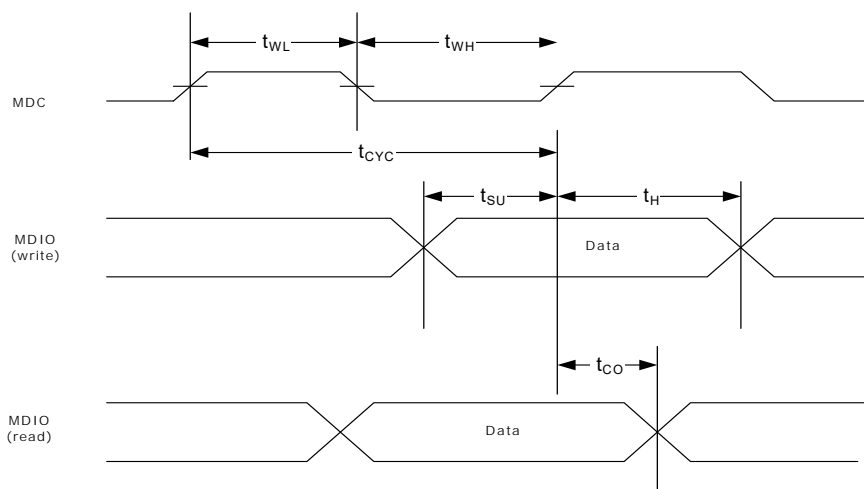 tWL
tWH
MDC
tCYC
tSU
tH
MDIO
(write)
Data
tCO
MDIO
(read)
Data